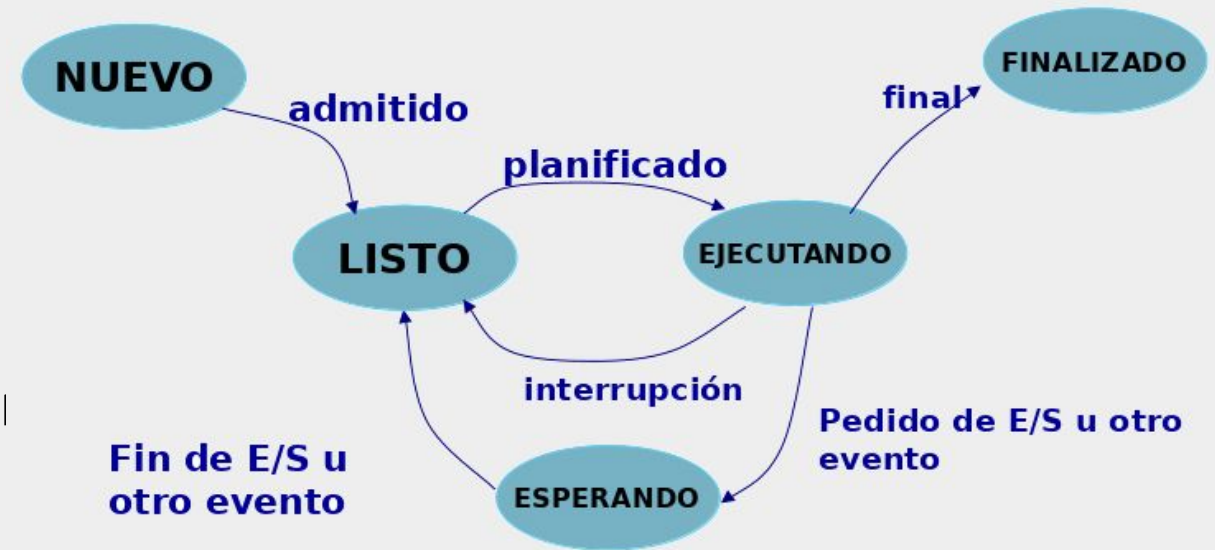 NUEVO
FINALIZADO
admitido
final
planificado
LISTO
EJECUTANDO
interrupción
Pedido de E/S u otro
evento
Fin de E/S u
otro evento
ESPERANDO